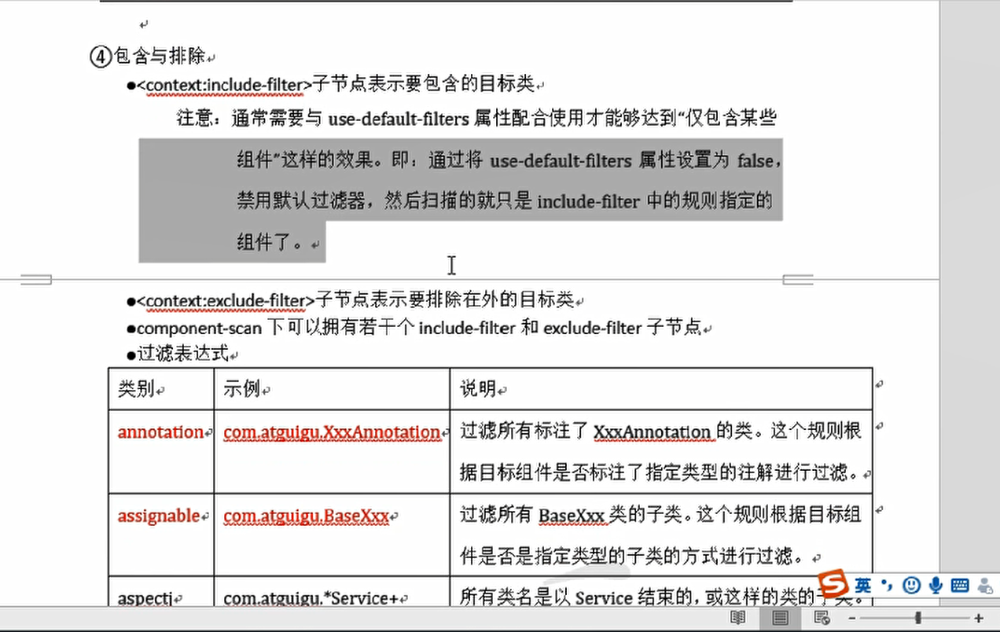 ④包含与排除
●<context:include-filter>子节点表示要包含的目标类
注意：通常需要与 use-default-filters 属性配合使用才能够达到“仅包含某些
组件”这样的效果。即：通过将 use-default-filters 属性设置为 false，
禁用默认过滤器，然后扫描的就只是 include-filter 中的规则指定的
组件了。
●<context:exclude-filter>子节点表示要排除在外的目标类
●component-scan 下可以拥有若干个 include-filter 和 exclude-filter 子节点
●过滤表达式
类别 示例 说明
annotation com.atguigu.XxxAnnotation 过滤所有标注了 XxxAnnotation 的类。这个规则根
据目标组件是否标注了指定类型的注解进行过滤。
assignable com.atguigu.BaseXxx 过滤所有 BaseXxx 类的子类。这个规则根据目标组
件是否是指定类型的子类的方式进行过滤。
aspectj com.atguigu.*Service+ 所有类名是以 Service 结束的，或这样的类的子类。
英